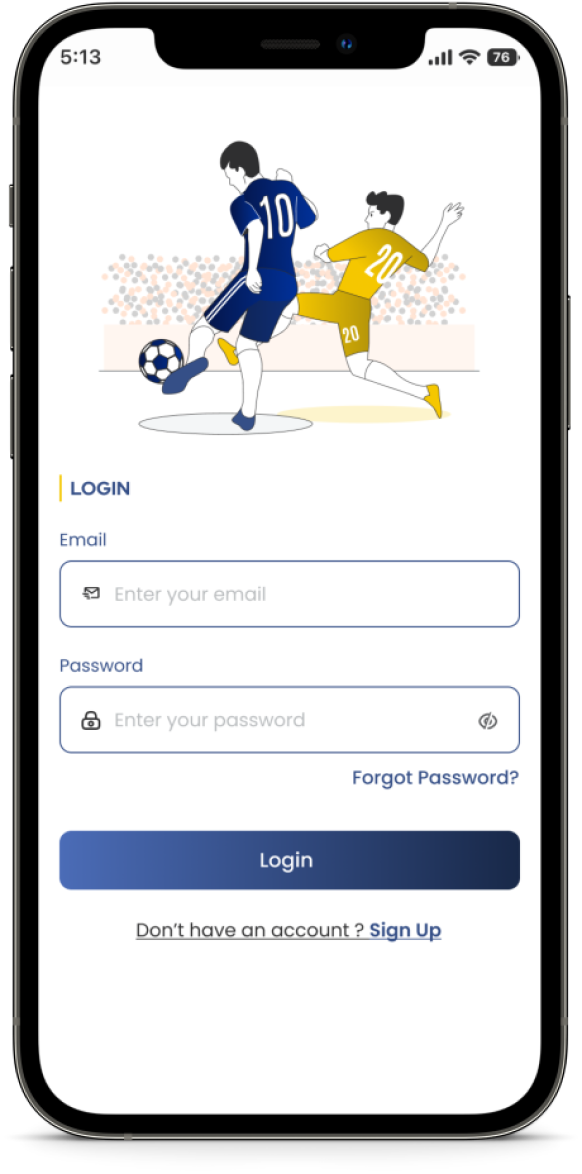 5:13
76
10
20
20
LOGIN
Email
Enter your email
Password
Enter your password
Forgot Password?
Login
Don't have an account ? Sign Up